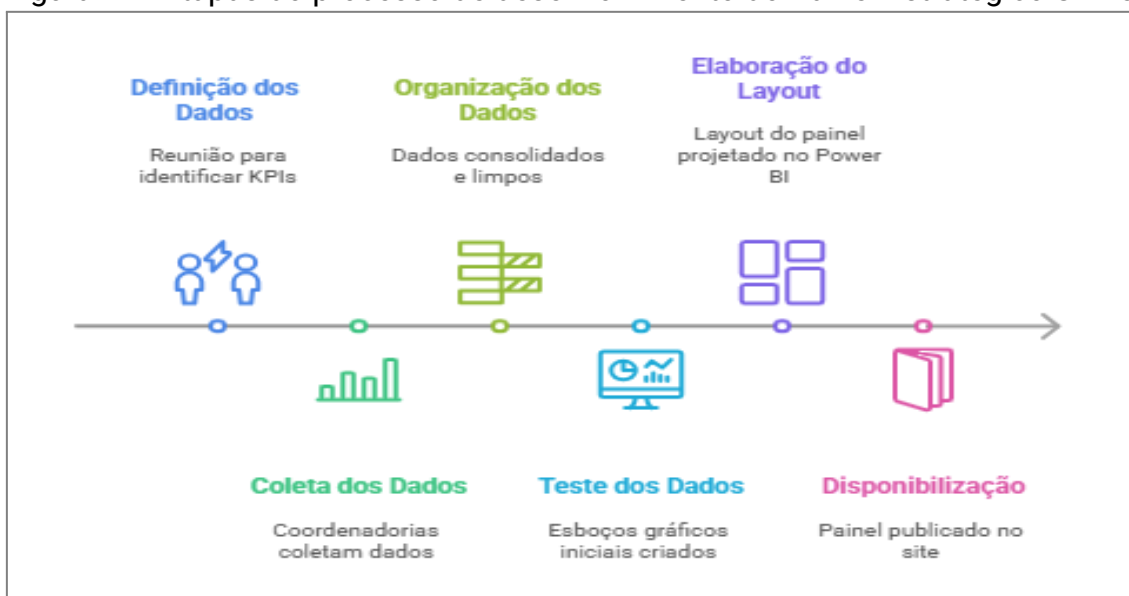 Definição dos
Dados
Reunião para
identificar KPIs
Organização dos
Dados
Dados consolidados
e limpos
Elaboração do
Layout
Layout do painel
projetado no Power
BI
Coleta dos Dados
Coordenadorias
coletam dados
Teste dos Dados
Esboços gráficos
iniciais criados
Disponibilização
Painel publicado no
site